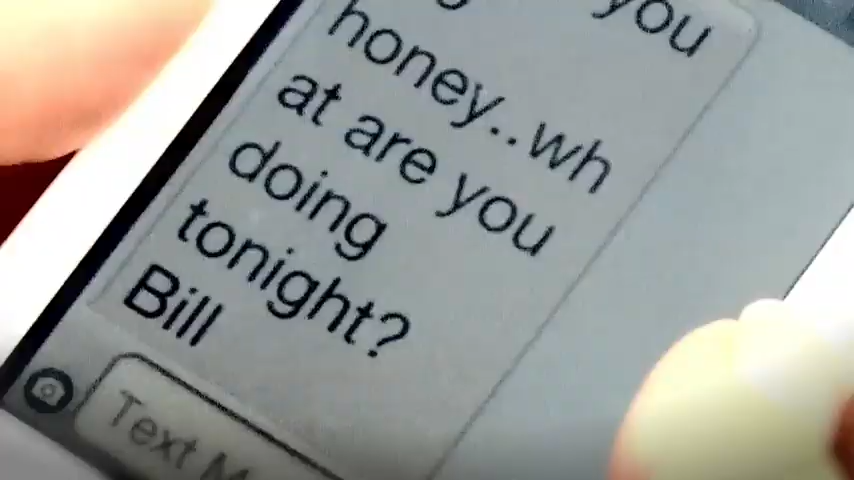 you
honey..wh
at are you
doing
tonight?
Bill
Text